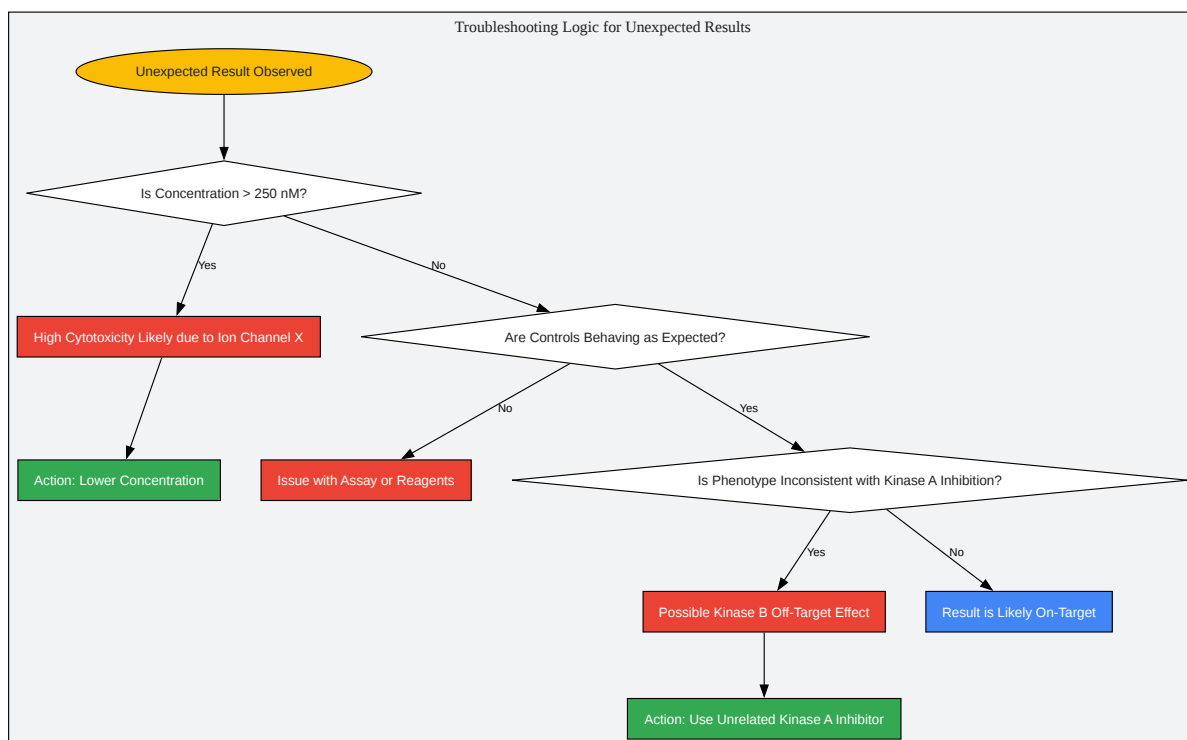 Troubleshooting Logic for Unexpected Results
Unexpected Result Observed
Is Concentration > 250 nM?
Yes
No
High Cytotoxicity Likely due to Ion Channel X
Are Controls Behaving as Expected?
No
Yes
Action: Lower Concentration
Issue with Assay or Reagents
Is Phenotype Inconsistent with Kinase A Inhibition?
Yes
No
Possible Kinase B Off-Target Effect
Result is Likely On-Target
Action: Use Unrelated Kinase A Inhibitor